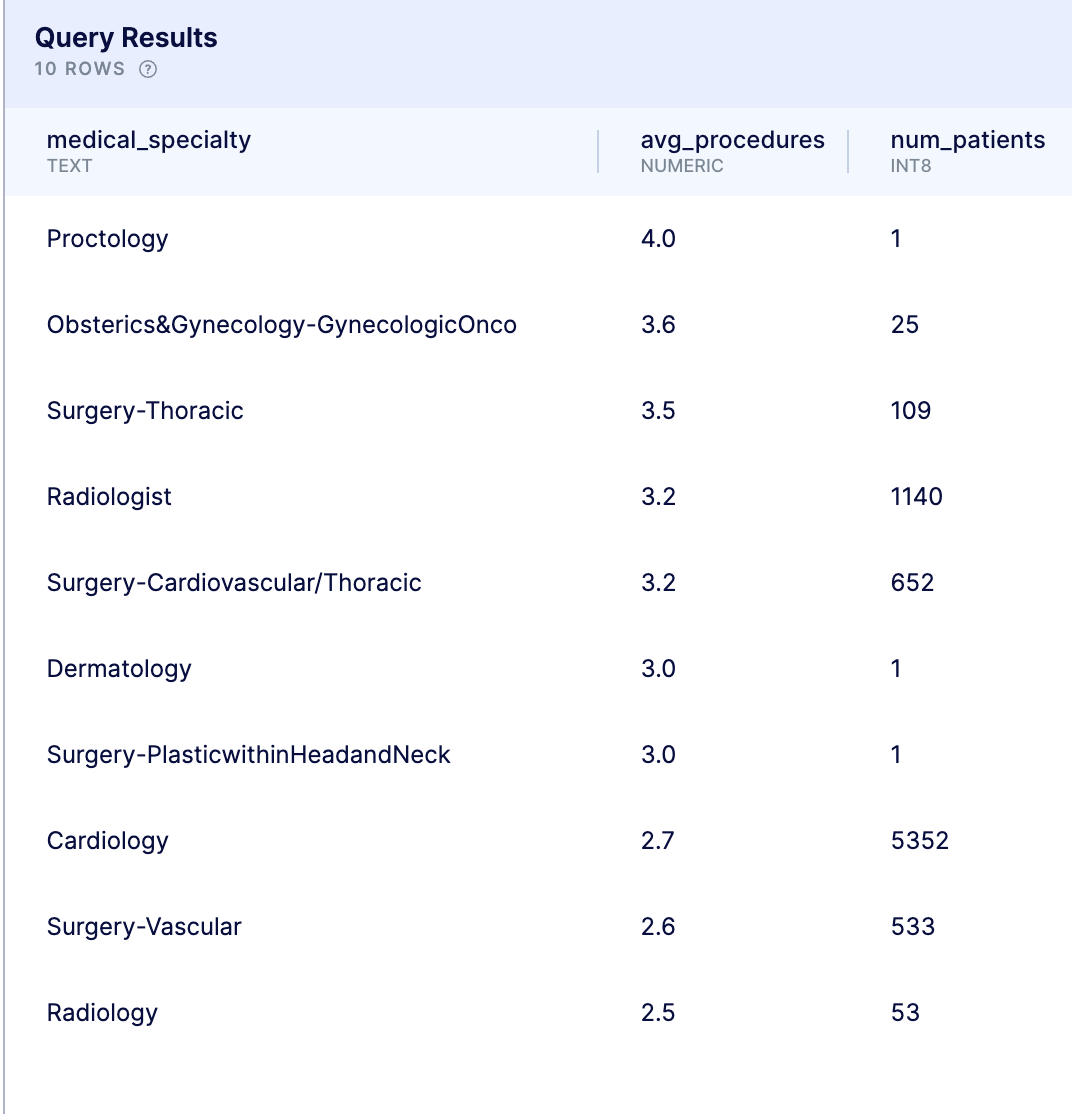 Query Results
10 ROWS ?
medical_specialty avg_procedures num_patients
TEXT NUMERIC INT8
Proctology 4.0 1
Obsterics&Gynecology-GynecologicOnco 3.6 25
Surgery-Thoracic 3.5 109
Radiologist 3.2 1140
Surgery-Cardiovascular/Thoracic 3.2 652
Dermatology 3.0 1
Surgery-PlasticwithinHeadandNeck 3.0 1
Cardiology 2.7 5352
Surgery-Vascular 2.6 533
Radiology 2.5 53